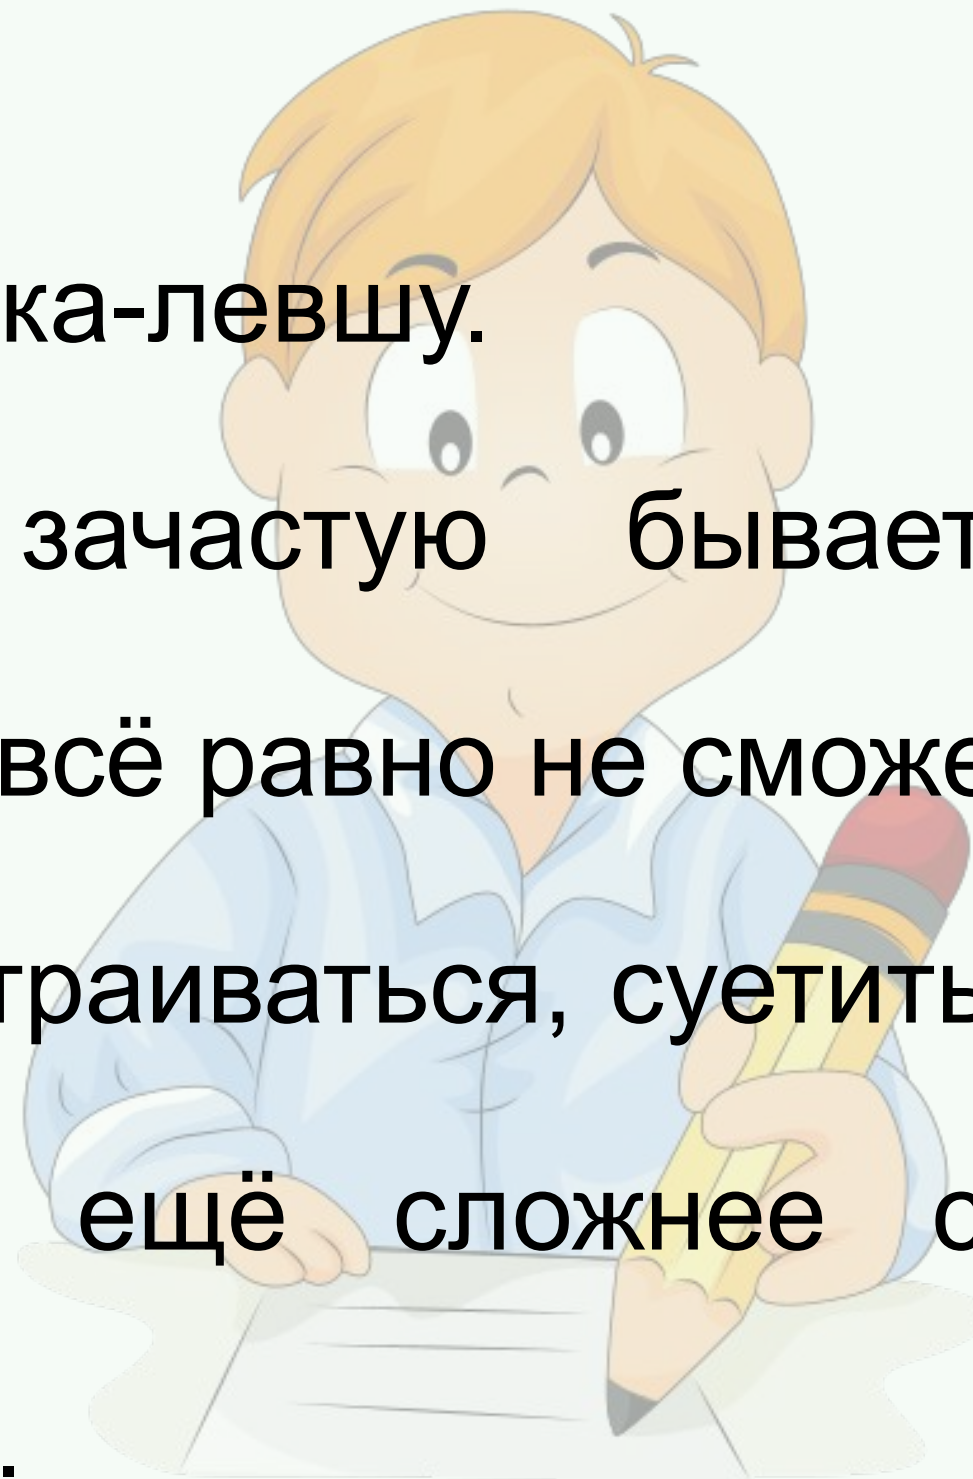 ка-левшу.
зачастую бывает
всё равно не сможе
траиваться, суетить
ещё сложнее с
.